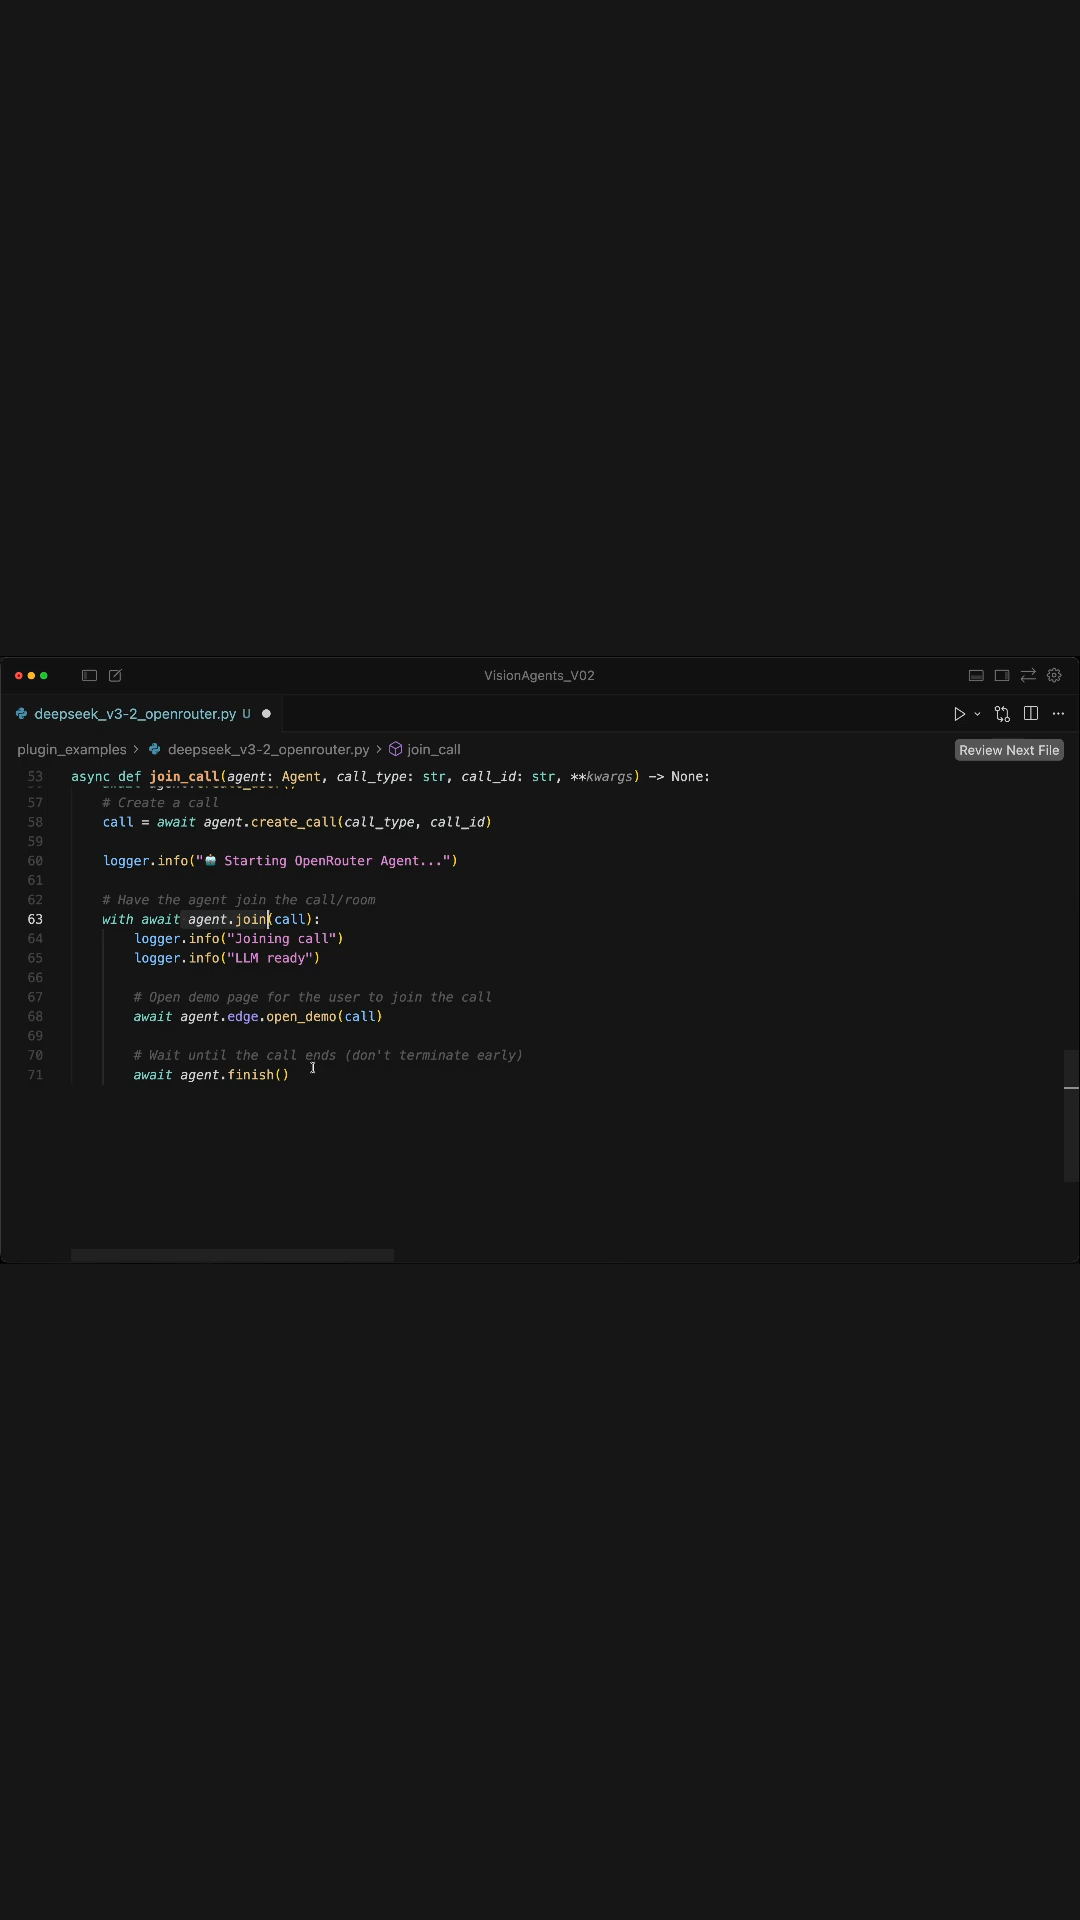 VisionAgents_V02
deepseek_v3-2_openrouter.py U
plugin_examples > deepseek_v3-2_openrouter.py > join_call
Review Next File
53 async def join_call(agent: Agent, call_type: str, call_id: str, **kwargs) -> None:
57 # Create a call
58 call = await agent.create_call(call_type, call_id)
59
60 logger.info("🤖 Starting OpenRouter Agent...")
61
62 # Have the agent join the call/room
63 with await agent.join(call):
64 logger.info("Joining call")
65 logger.info("LLM ready")
66
67 # Open demo page for the user to join the call
68 await agent.edge.open_demo(call)
69
70 # Wait until the call ends (don't terminate early)
71 await agent.finish()